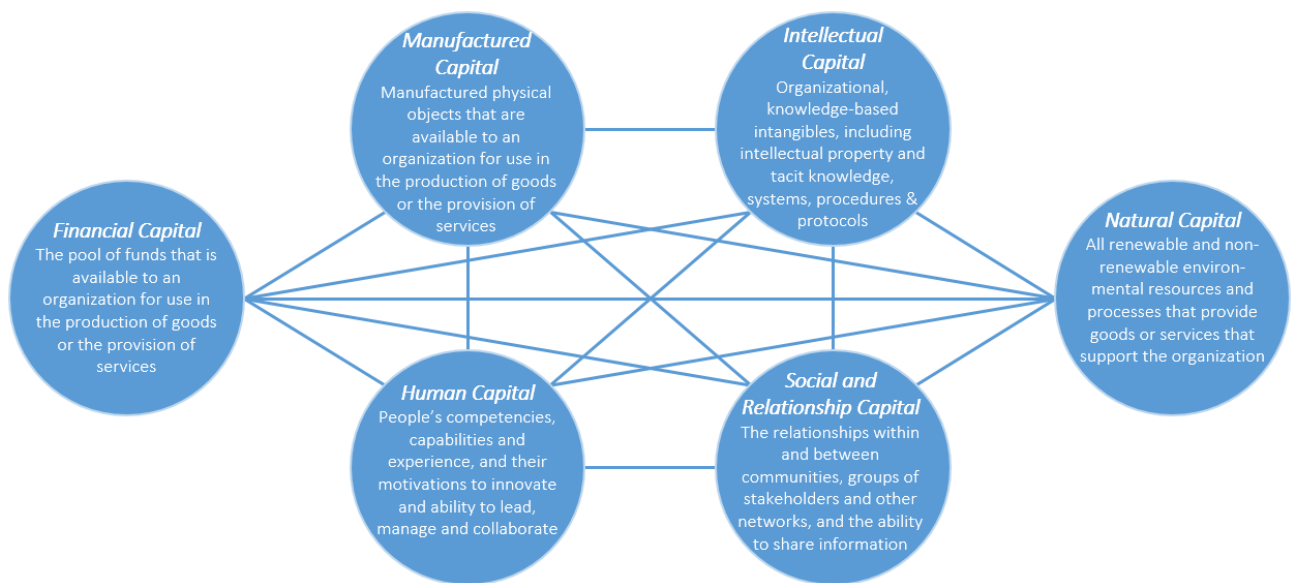 Manufactured
Capital
Manufactured physical
objects that are
available to an
organization for use in
the production of goods
or the provision of
services
Intellectual
Capital
Organizational,
knowledge-based
intangibles, including
intellectual property and
tacit knowledge,
systems, procedures &
protocols
Financial Capital
The pool of funds that is
available to an
organization for use in
the production of goods
or the provision of
services
Natural Capital
All renewable and non-
renewable environ-
mental resources and
processes that provide
goods or services that
support the organization
Human Capital
People’s competencies,
capabilities and
experience, and their
motivations to innovate
and ability to lead,
manage and collaborate
Social and
Relationship Capital
The relationships within
and between
communities, groups of
stakeholders and other
networks, and the ability
to share information